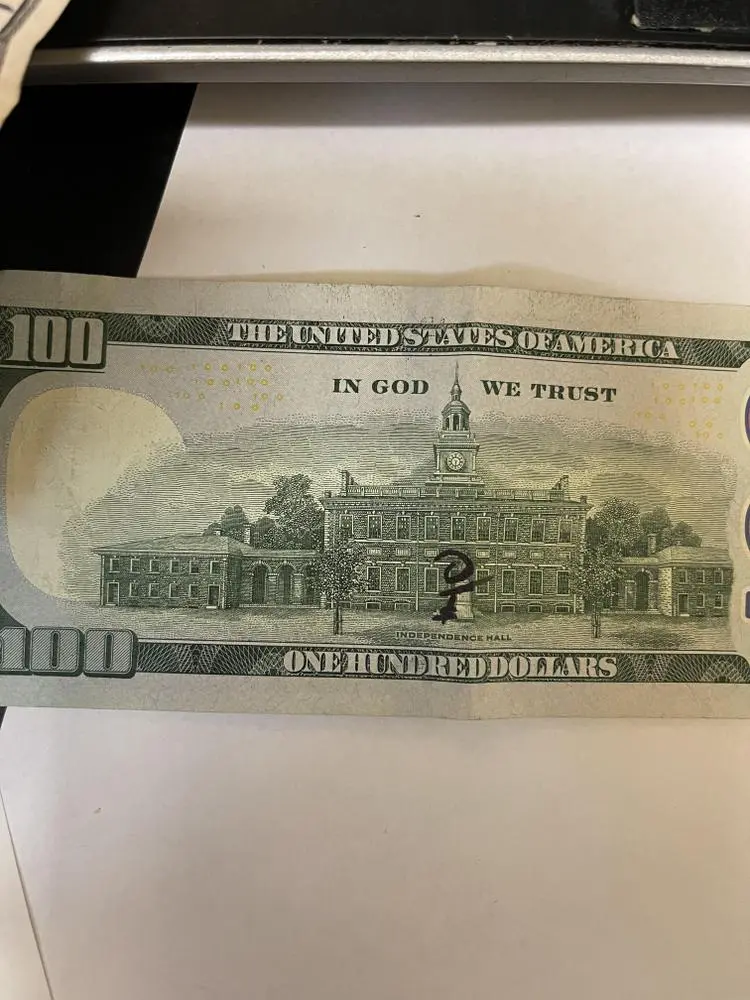 100
THE UNITED STATES OF AMERICA
IN GOD WE TRUST
INDEPENDENCE HALL
100
ONE HUNDRED DOLLARS